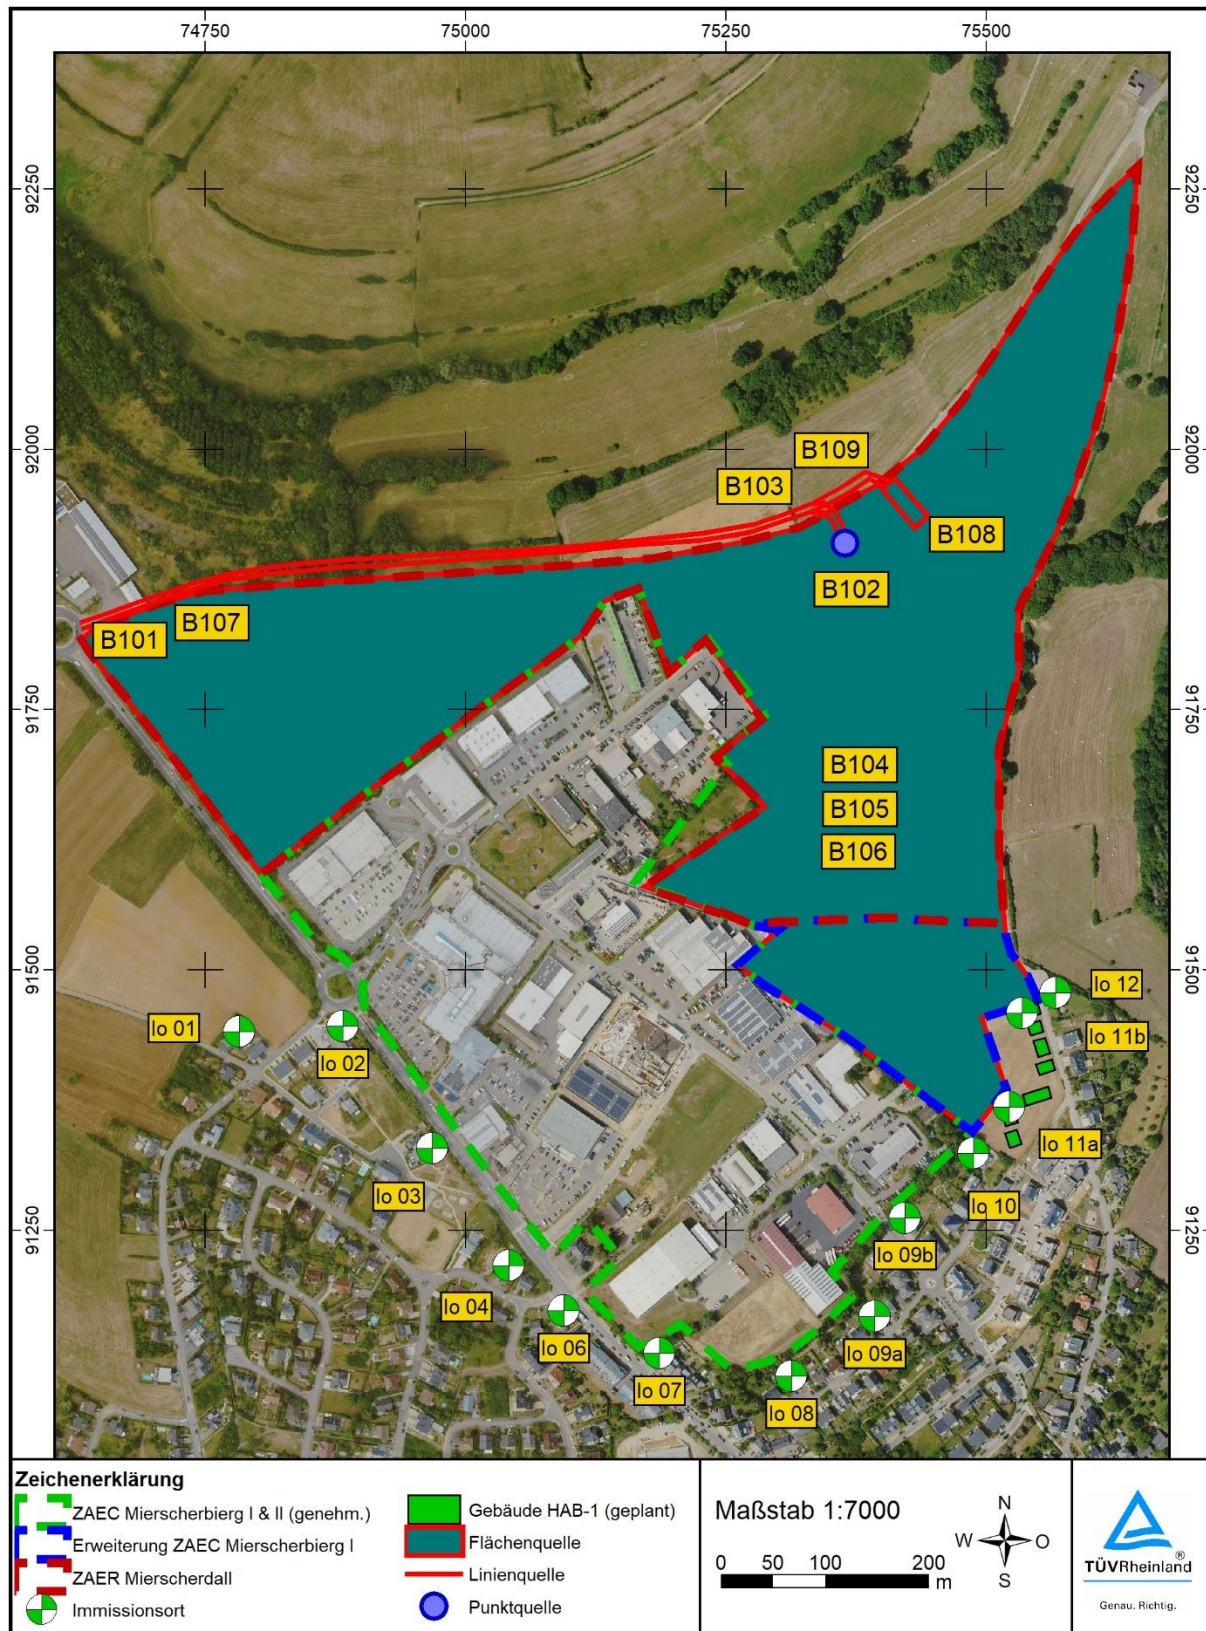 74750 75000 75250 75500
92250 92250
92000 92000
B109
B103
B108
B102
B107
B101
91750 91750
B104
B105
B106
91500 91500
Io 12
Io 01
Io 02
Io 11b
Io 03
Io 11a
Io 10
91250 91250
Io 09b
Io 04
Io 06
Io 09a
Io 07
Io 08
Zeichenerklärung
ZAEC Mierscherbierg I & II (genehm.)
Erweiterung ZAEC Mierscherbierg I
ZAER Mierscherdall
Immissionsort
Gebäude HAB-1 (geplant)
Flächenquelle
Linienquelle
Punktquelle
Maßstab 1:7000
0 50 100 200
m
N
W O
S
TÜVRheinland®
Genau. Richtig.